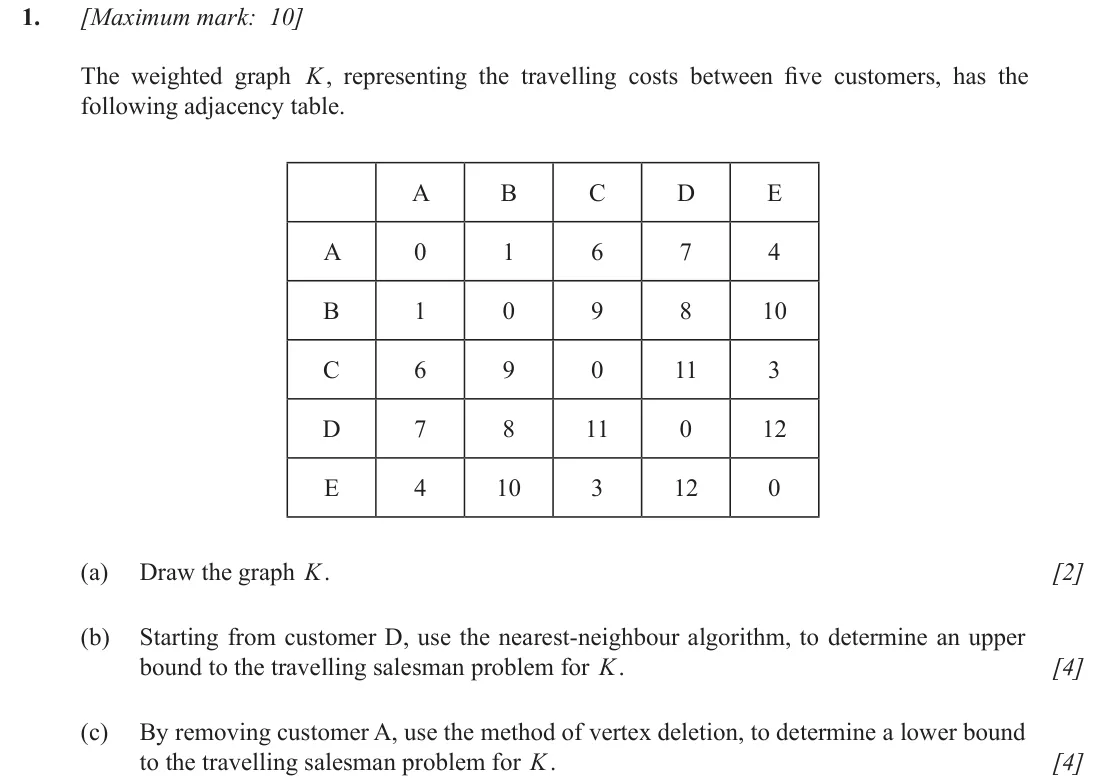 1. [Maximum mark: 10]
The weighted graph K, representing the travelling costs between five customers, has the
following adjacency table.
A B C D E
A 0 1 6 7 4
B 1 0 9 8 10
C 6 9 0 11 3
D 7 8 11 0 12
E 4 10 3 12 0
(a) Draw the graph K. [2]
(b) Starting from customer D, use the nearest-neighbour algorithm, to determine an upper
bound to the travelling salesman problem for K. [4]
(c) By removing customer A, use the method of vertex deletion, to determine a lower bound
to the travelling salesman problem for K. [4]